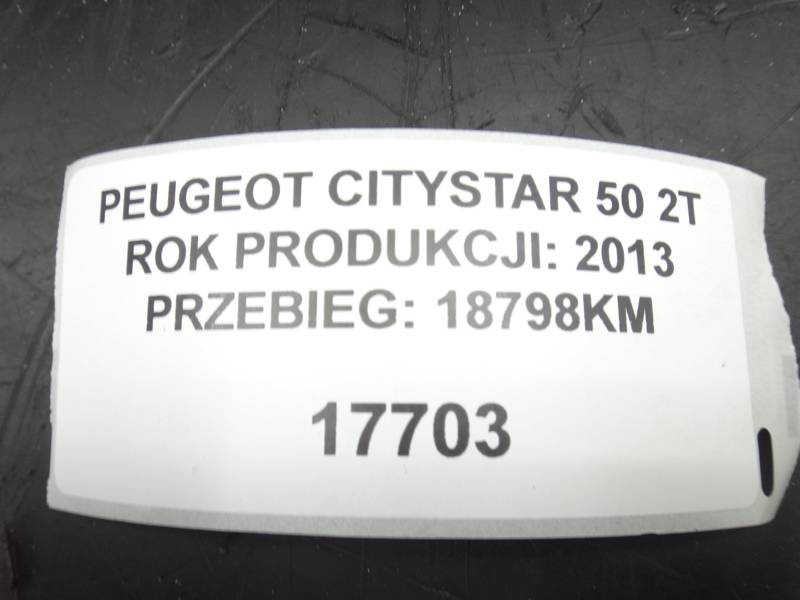 PEUGEOT CITYSTAR 50 2T
ROK PRODUKCJI: 2013
PRZEBIEG: 18798KM
17703